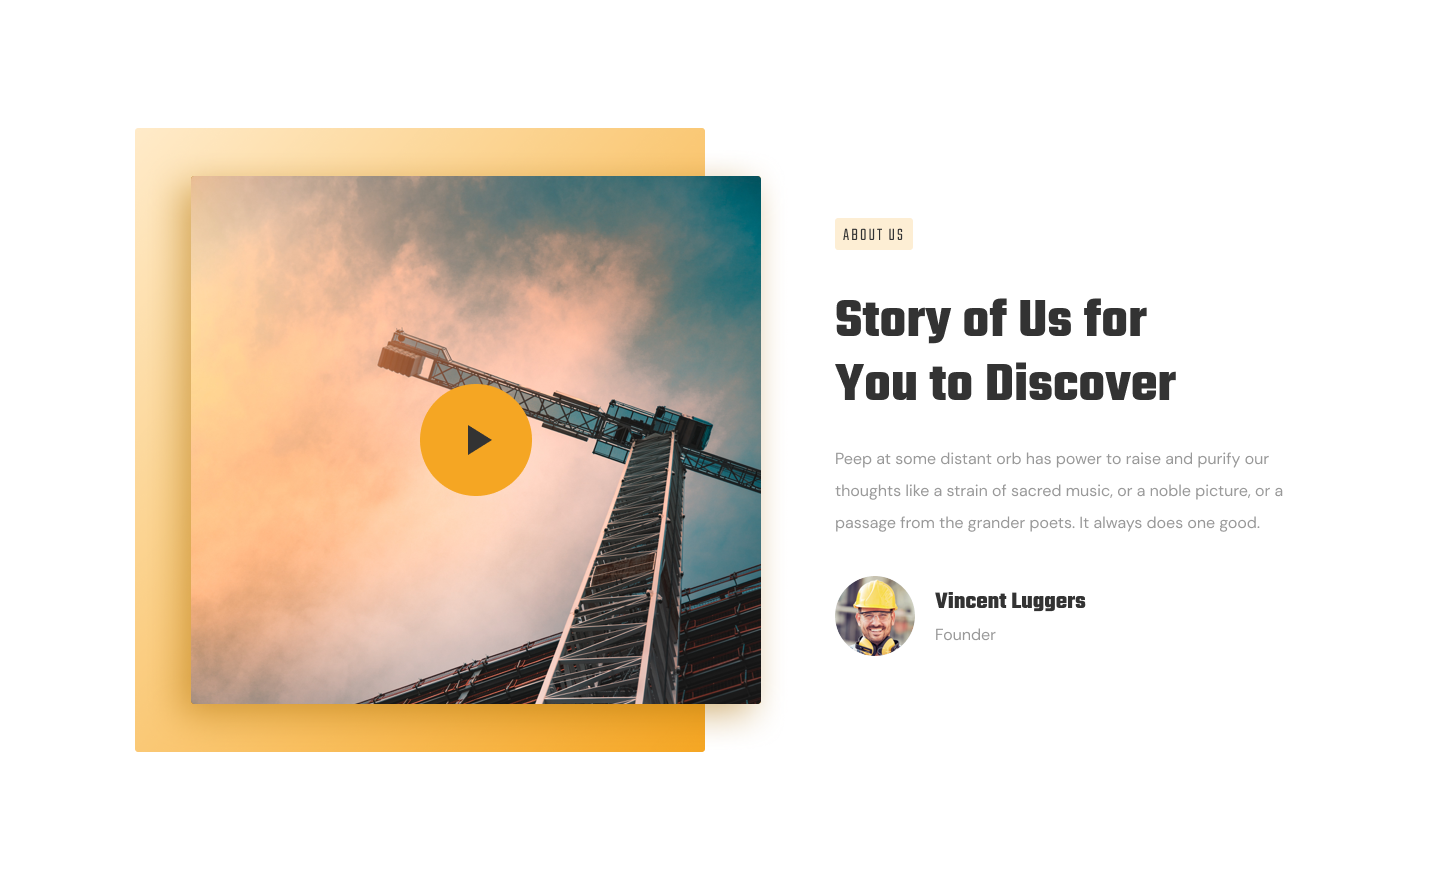 ABOUT US
Story of Us for
You to Discover
Peep at some distant orb has power to raise and purify our
thoughts like a strain of sacred music, or a noble picture, or a
passage from the grander poets. It always does one good.
Vincent Luggers
Founder